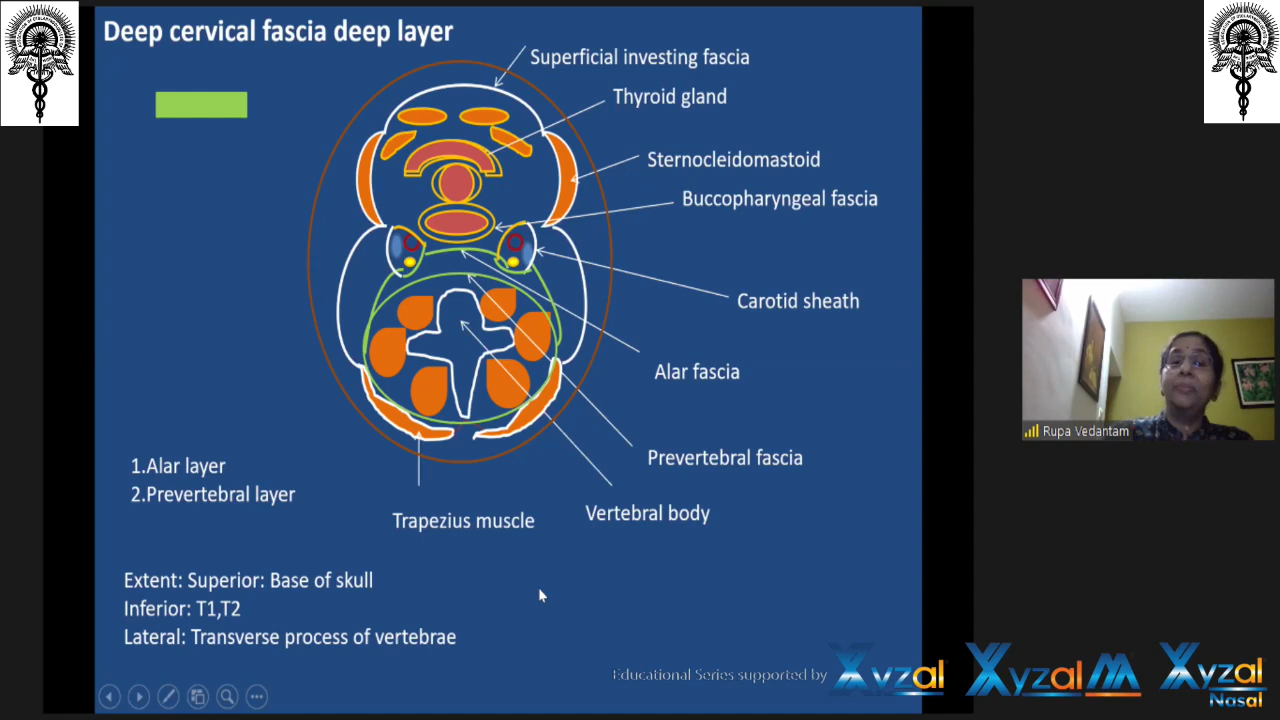 Deep cervical fascia deep layer
Superficial investing fascia
Thyroid gland
Sternocleidomastoid
Buccopharyngeal fascia
Carotid sheath
Alar fascia
Prevertebral fascia
Vertebral body
Trapezius muscle
1.Alar layer
2.Prevertebral layer
Extent: Superior: Base of skull
Inferior: T1,T2
Lateral: Transverse process of vertebrae
Rupa Vedantam
Educational Series supported by
Xyzal
Xyzal M
Xyzal
Nasal